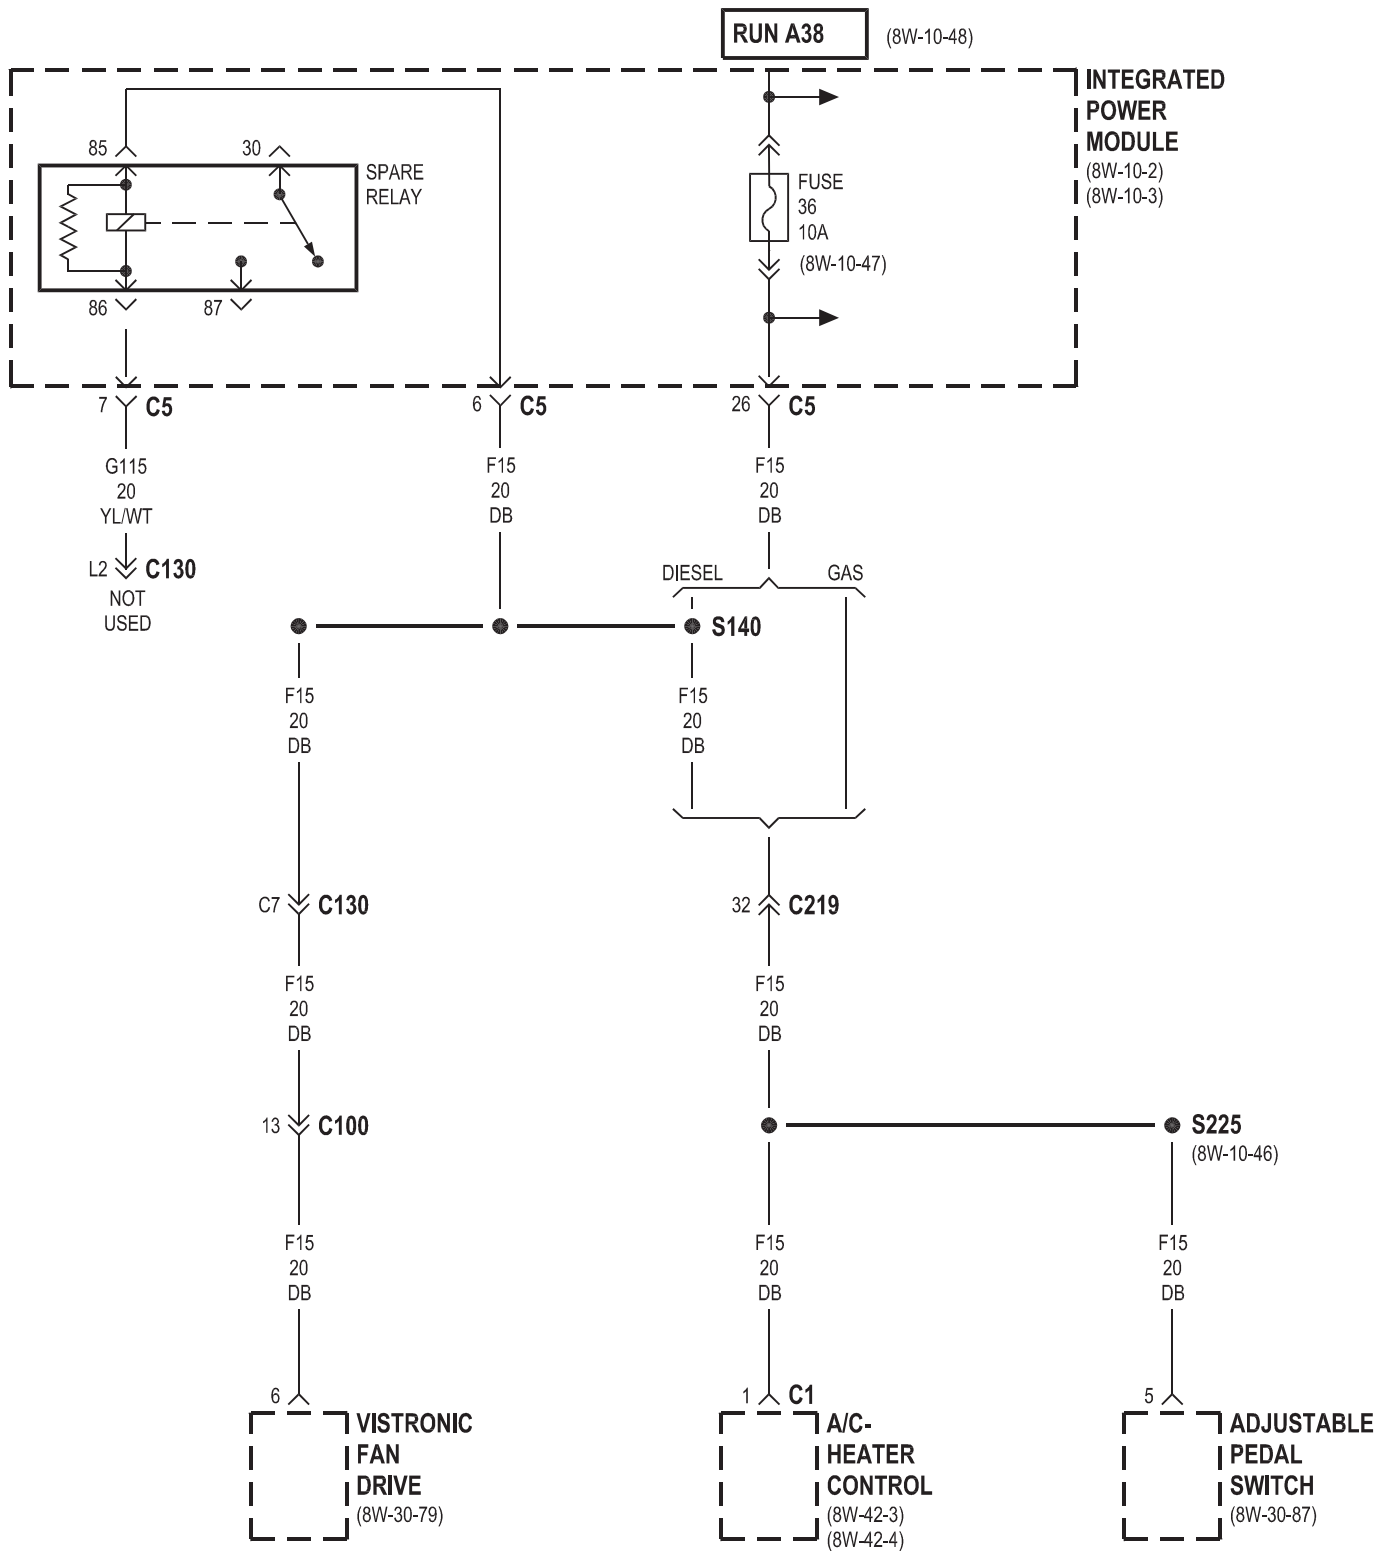 RUN A38
(8W-10-48)
INTEGRATED
POWER
MODULE
(8W-10-2)
(8W-10-3)
85
30
SPARE
RELAY
86
87
FUSE
36
10A
(8W-10-47)
7
C5
6
C5
26
C5
G115
20
YL/WT
F15
20
DB
F15
20
DB
L2
C130
NOT
USED
DIESEL
GAS
S140
F15
20
DB
F15
20
DB
C7
C130
32
C219
F15
20
DB
F15
20
DB
13
C100
S225
(8W-10-46)
F15
20
DB
F15
20
DB
F15
20
DB
6
1
C1
5
VISTRONIC
FAN
DRIVE
(8W-30-79)
A/C-
HEATER
CONTROL
(8W-42-3)
(8W-42-4)
ADJUSTABLE
PEDAL
SWITCH
(8W-30-87)